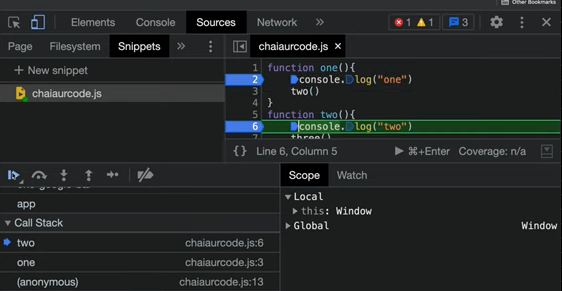 Other Bookmarks
Elements Console Sources Network » 1 1 3
Page Filesystem Snippets »
chaiaurcode.js ×
+ New snippet
chaiaurcode.js
1 function one(){
2 console.log("one")
3 two()
4 }
5 function two(){
6 console.log("two")
7 three()
{} Line 6, Column 5 ⌘+Enter Coverage: n/a
Scope Watch
app
Call Stack
two chaiaurcode.js:6
one chaiaurcode.js:3
(anonymous) chaiaurcode.js:13
Local
this: Window
Global Window